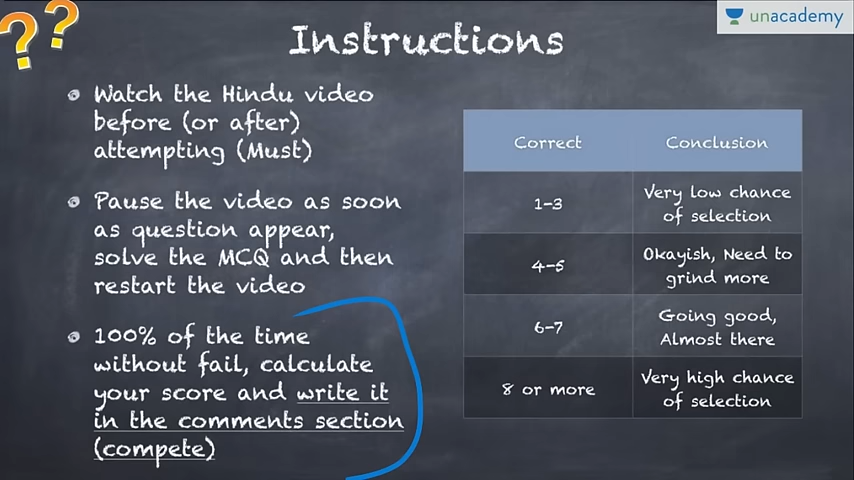 ??
unacademy
Instructions
Watch the Hindu video
before (or after)
attempting (Must)
Pause the video as soon
as question appear,
solve the MCQ and then
restart the video
100% of the time
without fail, calculate
your score and write it
in the comments section
(compete)
Correct Conclusion
1-3 Very low chance
of selection
4-5 Okayish, Need to
grind more
6-7 Going good,
Almost there
8 or more Very high chance
of selection